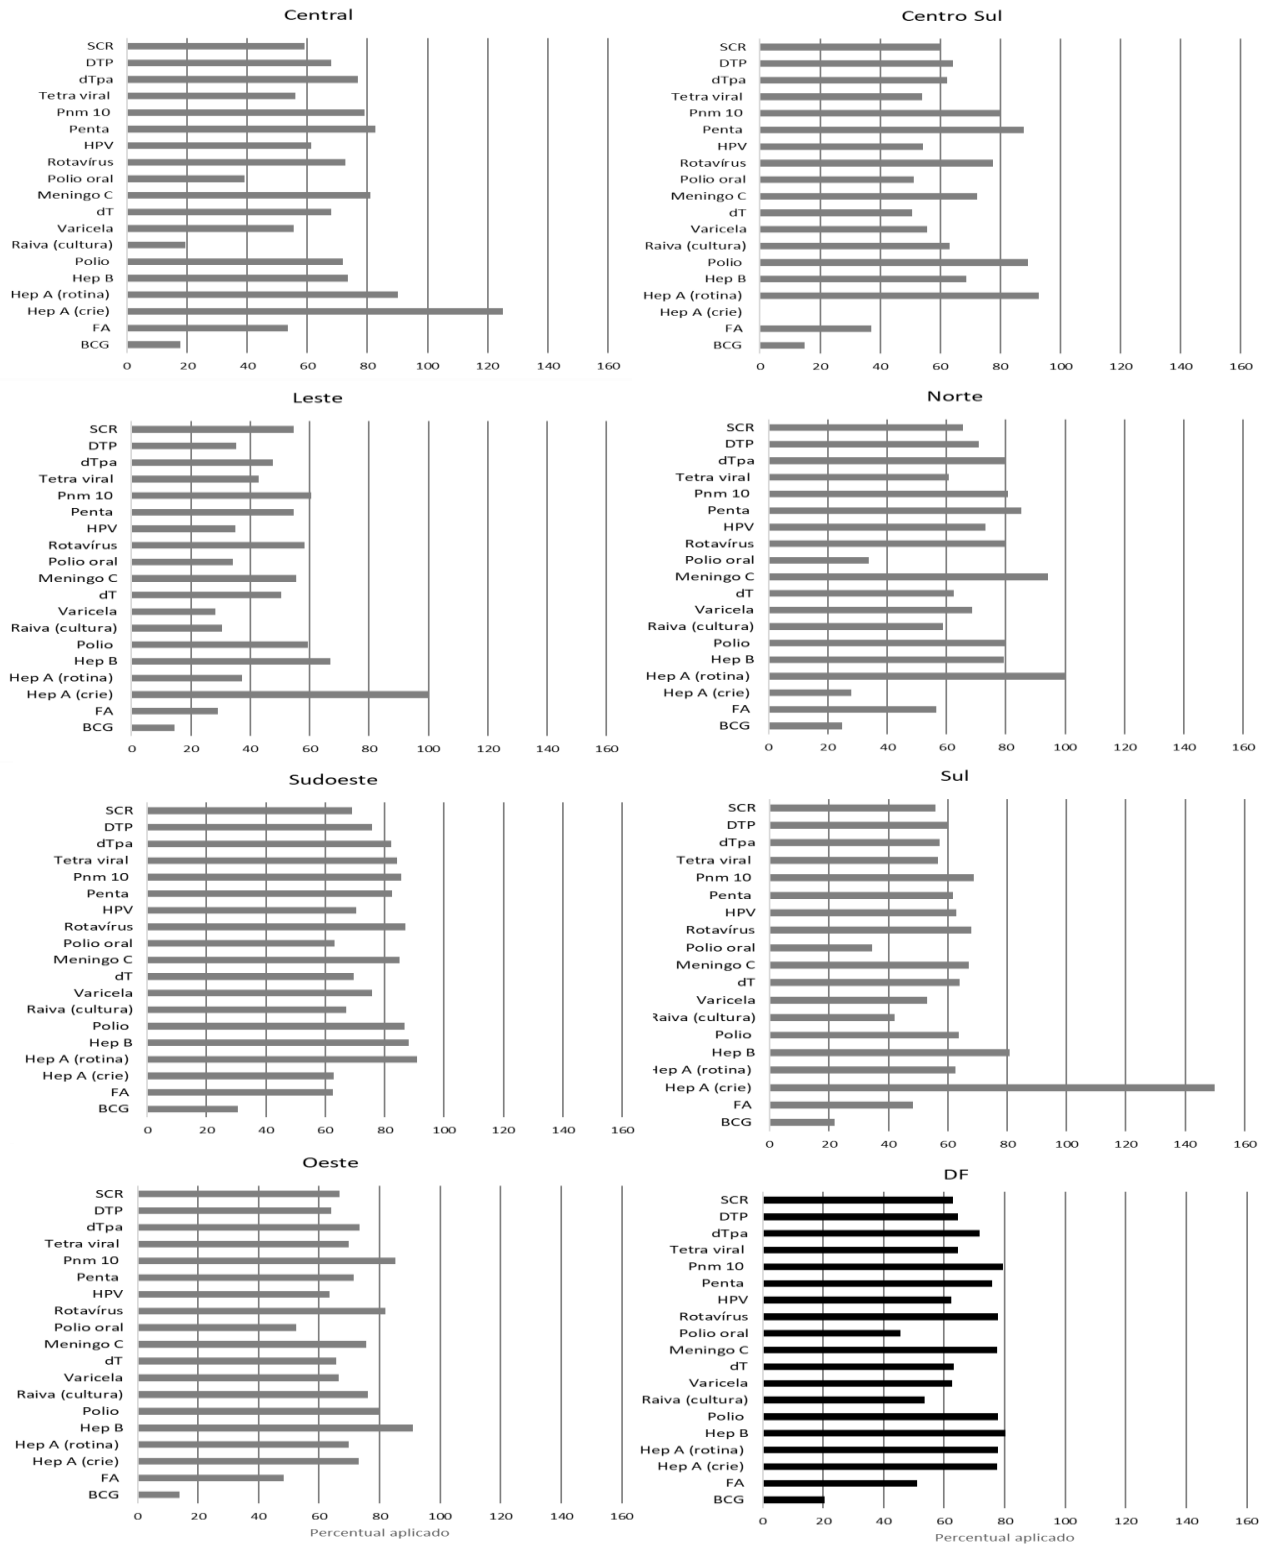 Central
SCR
DTP
dTpa
Tetra viral
Pnm 10
Penta
HPV
Rotavírus
Polio oral
Meningo C
dT
Varicela
Raiva (cultura)
Polio
Hep B
Hep A (rotina)
Hep A (crie)
FA
BCG
0 20 40 60 80 100 120 140 160
Centro Sul
SCR
DTP
dTpa
Tetra viral
Pnm 10
Penta
HPV
Rotavírus
Polio oral
Meningo C
dT
Varicela
Raiva (cultura)
Polio
Hep B
Hep A (rotina)
Hep A (crie)
FA
BCG
0 20 40 60 80 100 120 140 160
Leste
SCR
DTP
dTpa
Tetra viral
Pnm 10
Penta
HPV
Rotavírus
Polio oral
Meningo C
dT
Varicela
Raiva (cultura)
Polio
Hep B
Hep A (rotina)
Hep A (crie)
FA
BCG
0 20 40 60 80 100 120 140 160
Norte
SCR
DTP
dTpa
Tetra viral
Pnm 10
Penta
HPV
Rotavírus
Polio oral
Meningo C
dT
Varicela
Raiva (cultura)
Polio
Hep B
Hep A (rotina)
Hep A (crie)
FA
BCG
0 20 40 60 80 100 120 140 160
Sudoeste
SCR
DTP
dTpa
Tetra viral
Pnm 10
Penta
HPV
Rotavírus
Polio oral
Meningo C
dT
Varicela
Raiva (cultura)
Polio
Hep B
Hep A (rotina)
Hep A (crie)
FA
BCG
0 20 40 60 80 100 120 140 160
Sul
SCR
DTP
dTpa
Tetra viral
Pnm 10
Penta
HPV
Rotavírus
Polio oral
Meningo C
dT
Varicela
Raiva (cultura)
Polio
Hep B
Hep A (rotina)
Hep A (crie)
FA
BCG
0 20 40 60 80 100 120 140 160
Oeste
SCR
DTP
dTpa
Tetra viral
Pnm 10
Penta
HPV
Rotavírus
Polio oral
Meningo C
dT
Varicela
Raiva (cultura)
Polio
Hep B
Hep A (rotina)
Hep A (crie)
FA
BCG
0 20 40 60 80 100 120 140 160
Percentual aplicado
DF
SCR
DTP
dTpa
Tetra viral
Pnm 10
Penta
HPV
Rotavírus
Polio oral
Meningo C
dT
Varicela
Raiva (cultura)
Polio
Hep B
Hep A (rotina)
Hep A (crie)
FA
BCG
0 20 40 60 80 100 120 140 160
Percentual aplicado